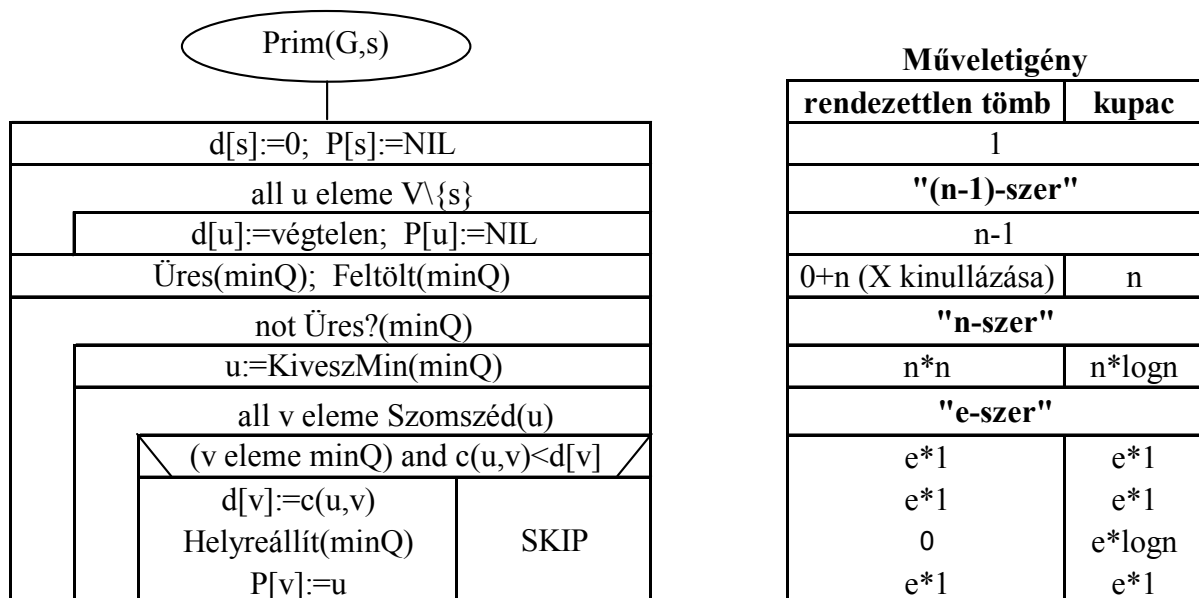 Prim(G,s)
Műveletigény
rendezettlen tömb kupac
d[s]:=0; P[s]:=NIL 1
all u eleme V\{s} "(n-1)-szer"
d[u]:=végtelen; P[u]:=NIL n-1
Üres(minQ); Feltölt(minQ) 0+n (X kinullázása) n
not Üres?(minQ) "n-szer"
u:=KiveszMin(minQ) n*n n*logn
all v eleme Szomszéd(u) "e-szer"
(v eleme minQ) and c(u,v)<d[v] e*1 e*1
d[v]:=c(u,v) e*1 e*1
Helyreállít(minQ) SKIP 0 e*logn
P[v]:=u e*1 e*1